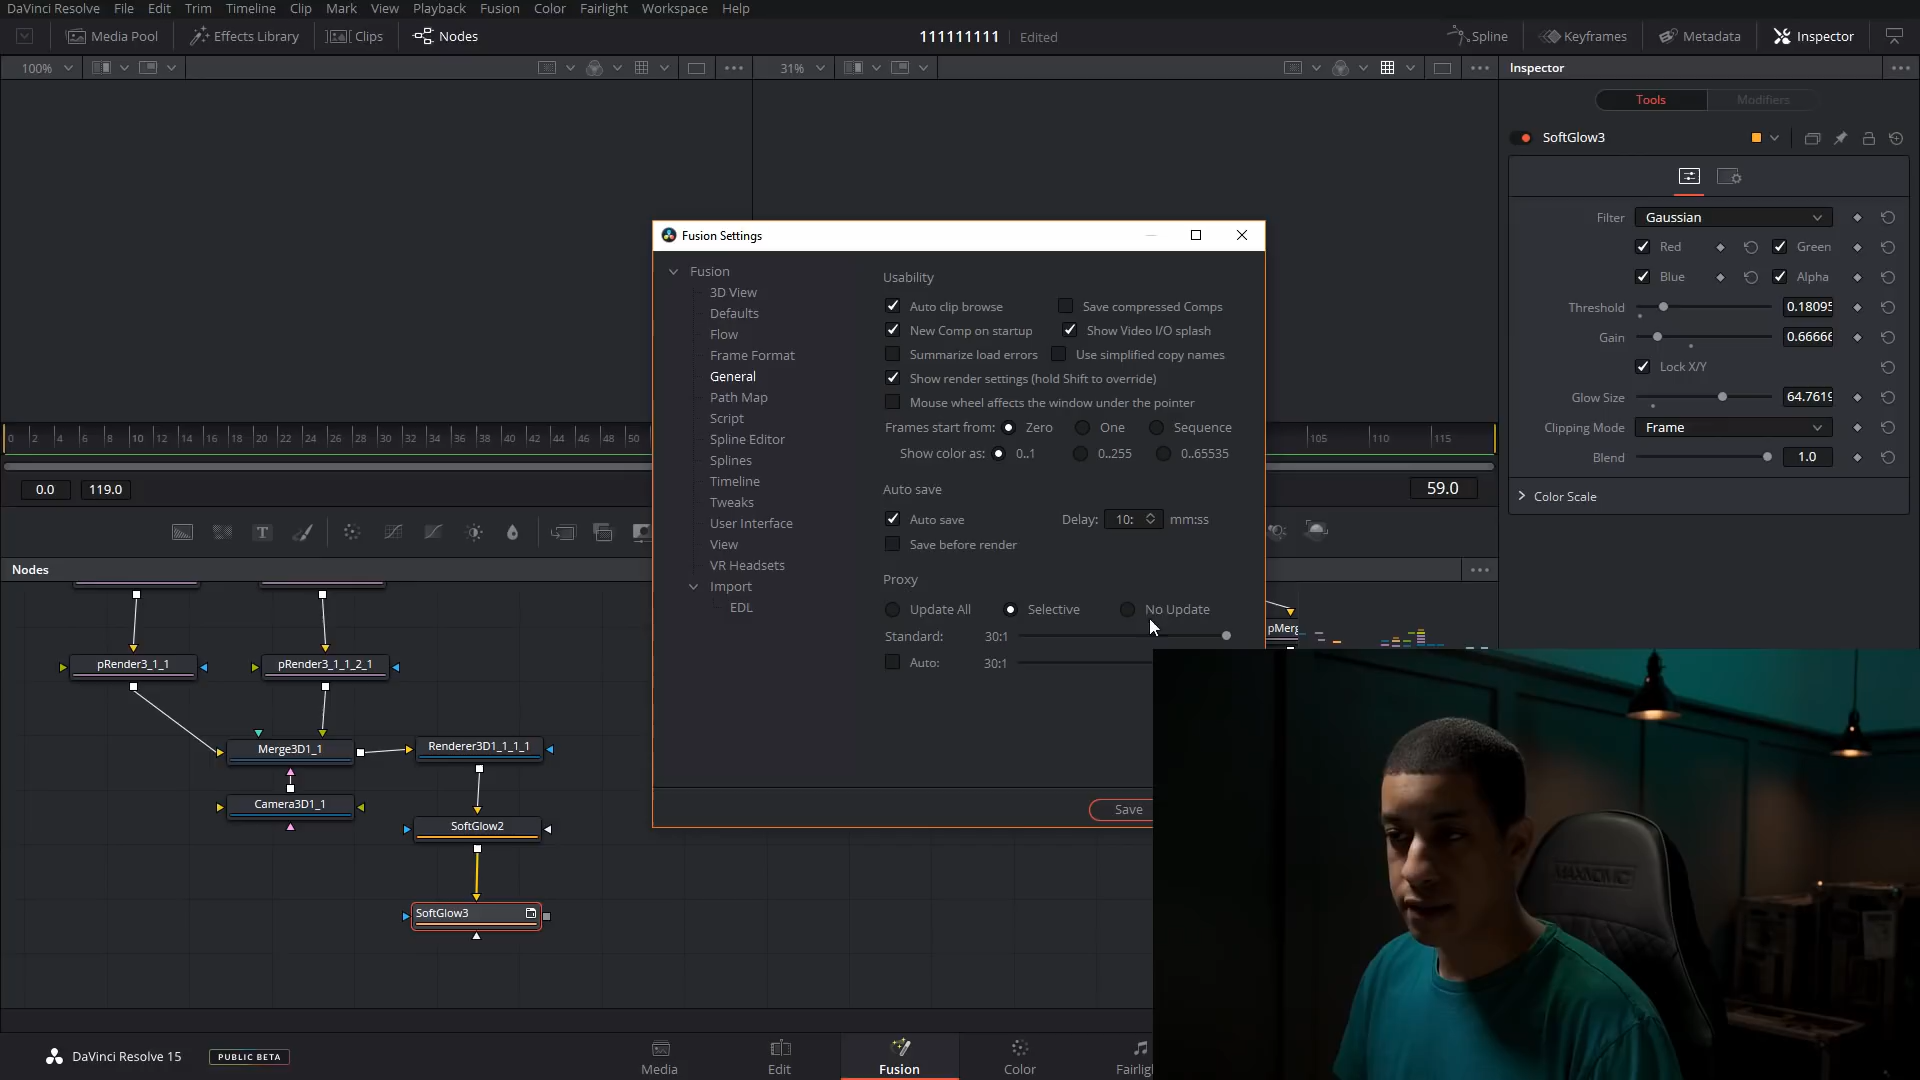 DaVinci Resolve File Edit Trim Timeline Clip Mark View Playback Fusion Color Fairlight Workspace Help
Media Pool Effects Library Clips Nodes 111111111 Edited Spline Keyframes Metadata Inspector
100% 31% Inspector
Tools Modifiers
SoftGlow3
Filter Gaussian
Red Green
Blue Alpha
Threshold 0.18095
Gain 0.66666
Lock X/Y
Glow Size 64.7619
Clipping Mode Frame
Blend 1.0
Color Scale
Fusion Settings
Fusion
3D View
Defaults
Flow
Frame Format
General
Path Map
Script
Spline Editor
Splines
Timeline
Tweaks
User Interface
View
VR Headsets
Import
EDL
Usability
Auto clip browse Save compressed Comps
New Comp on startup Show Video I/O splash
Summarize load errors Use simplified copy names
Show render settings (hold Shift to override)
Mouse wheel affects the window under the pointer
Frames start from: Zero One Sequence
Show color as: 0..1 0..255 0..65535
Auto save
Auto save Delay: 10: mm:ss
Save before render
Proxy
Update All Selective No Update
Standard: 30:1
Auto: 30:1
Save
0 2 4 6 8 10 12 14 16 18 20 22 24 26 28 30 32 34 36 38 40 42 44 46 48 50 105 110 115
0.0 119.0 59.0
T
Nodes
pRender3_1_1 pRender3_1_1_2_1
Merge3D1_1 Renderer3D1_1_1_1
Camera3D1_1
SoftGlow2
SoftGlow3
pMerg
MAXNOMIC
DaVinci Resolve 15 PUBLIC BETA
Media Edit Fusion Color Fairligh